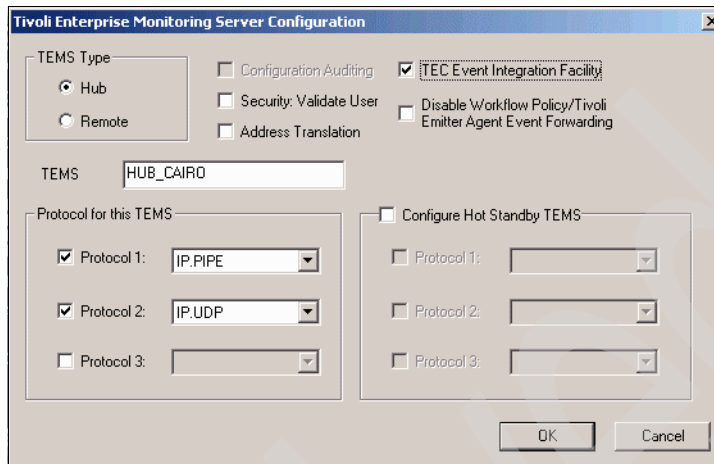 Tivoli Enterprise Monitoring Server Configuration
TEMS Type
Hub
Remote
Configuration Auditing
Security: Validate User
Address Translation
TEC Event Integration Facility
Disable Workflow Policy/Tivoli
Emitter Agent Event Forwarding
TEMS
HUB_CAIRO
Protocol for this TEMS
Protocol 1:
IP.PIPE
Protocol 2:
IP.UDP
Protocol 3:
Configure Hot Standby TEMS
Protocol 1:
Protocol 2:
Protocol 3:
OK
Cancel